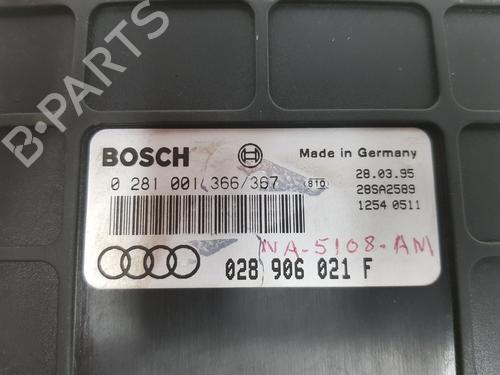 B-PARTS
BOSCH
Made in Germany
0 281 001 366/367
810
28.03.95
28SA2589
1254 0511
NA-5108-AM
028 906 021 F